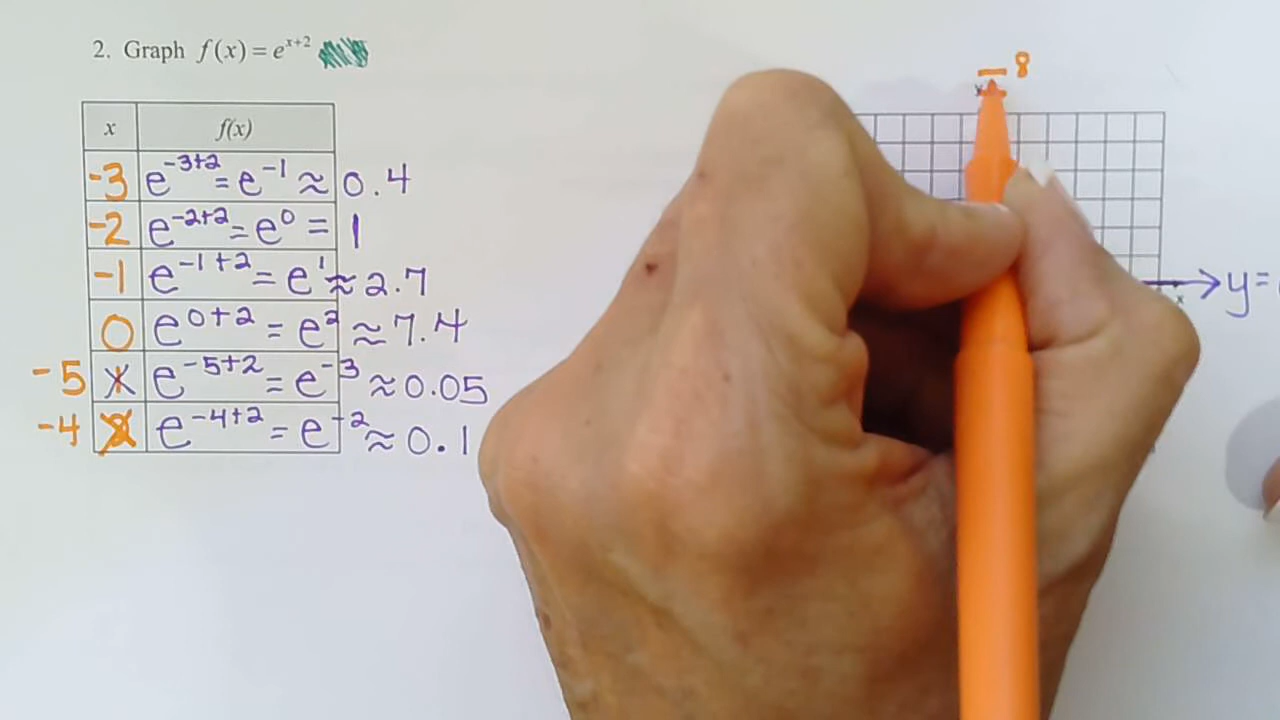 2. Graph f(x) = e^{x+2}
8
x f(x)
-3 e^{-3+2} = e^{-1} ≈ 0.4
-2 e^{-2+2} = e^0 = 1
-1 e^{-1+2} = e^1 ≈ 2.7
0 e^{0+2} = e^2 ≈ 7.4
-5 e^{-5+2} = e^{-3} ≈ 0.05
-4 e^{-4+2} = e^{-2} ≈ 0.1
y=
x